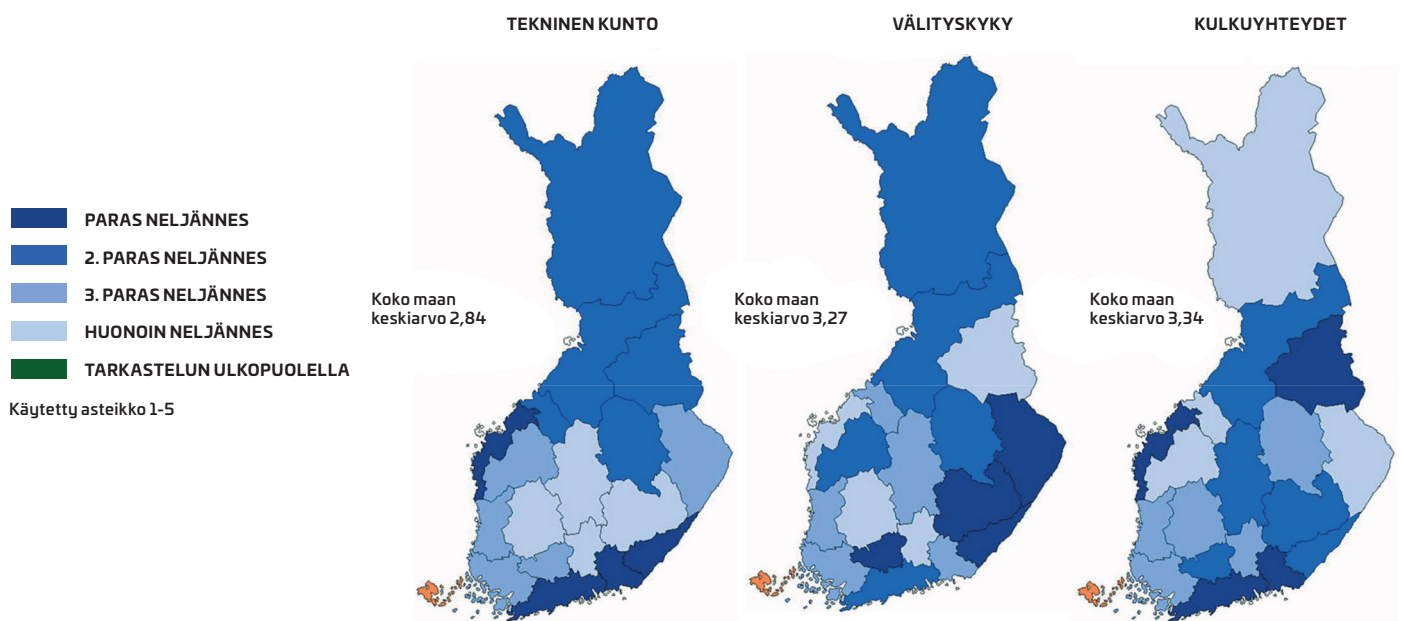 TEKNINEN KUNTO
VÄLITYSKYKY
KULKUYHTEYDET
PARAS NELJÄNNES
2. PARAS NELJÄNNES
3. PARAS NELJÄNNES
HUONOIN NELJÄNNES
TARKASTELUN ULKOPUOLELLA
Käytetty asteikko 1-5
Koko maan
keskiarvo 2,84
Koko maan
keskiarvo 3,27
Koko maan
keskiarvo 3,34